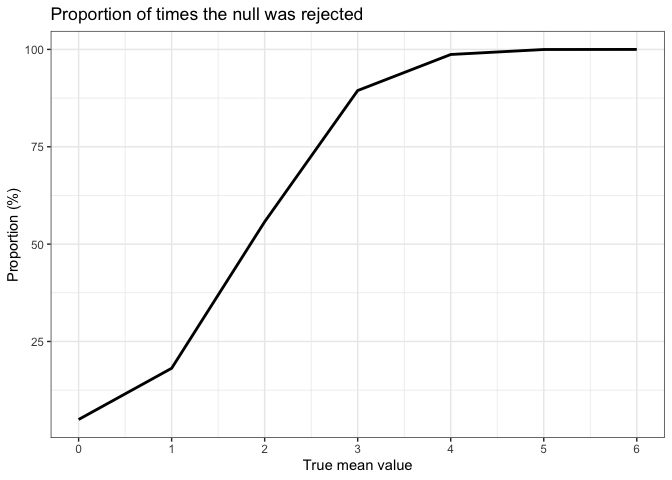 Proportion of times the null was rejected
100
75
50
25
Proportion (%)
0 1 2 3 4 5 6
True mean value